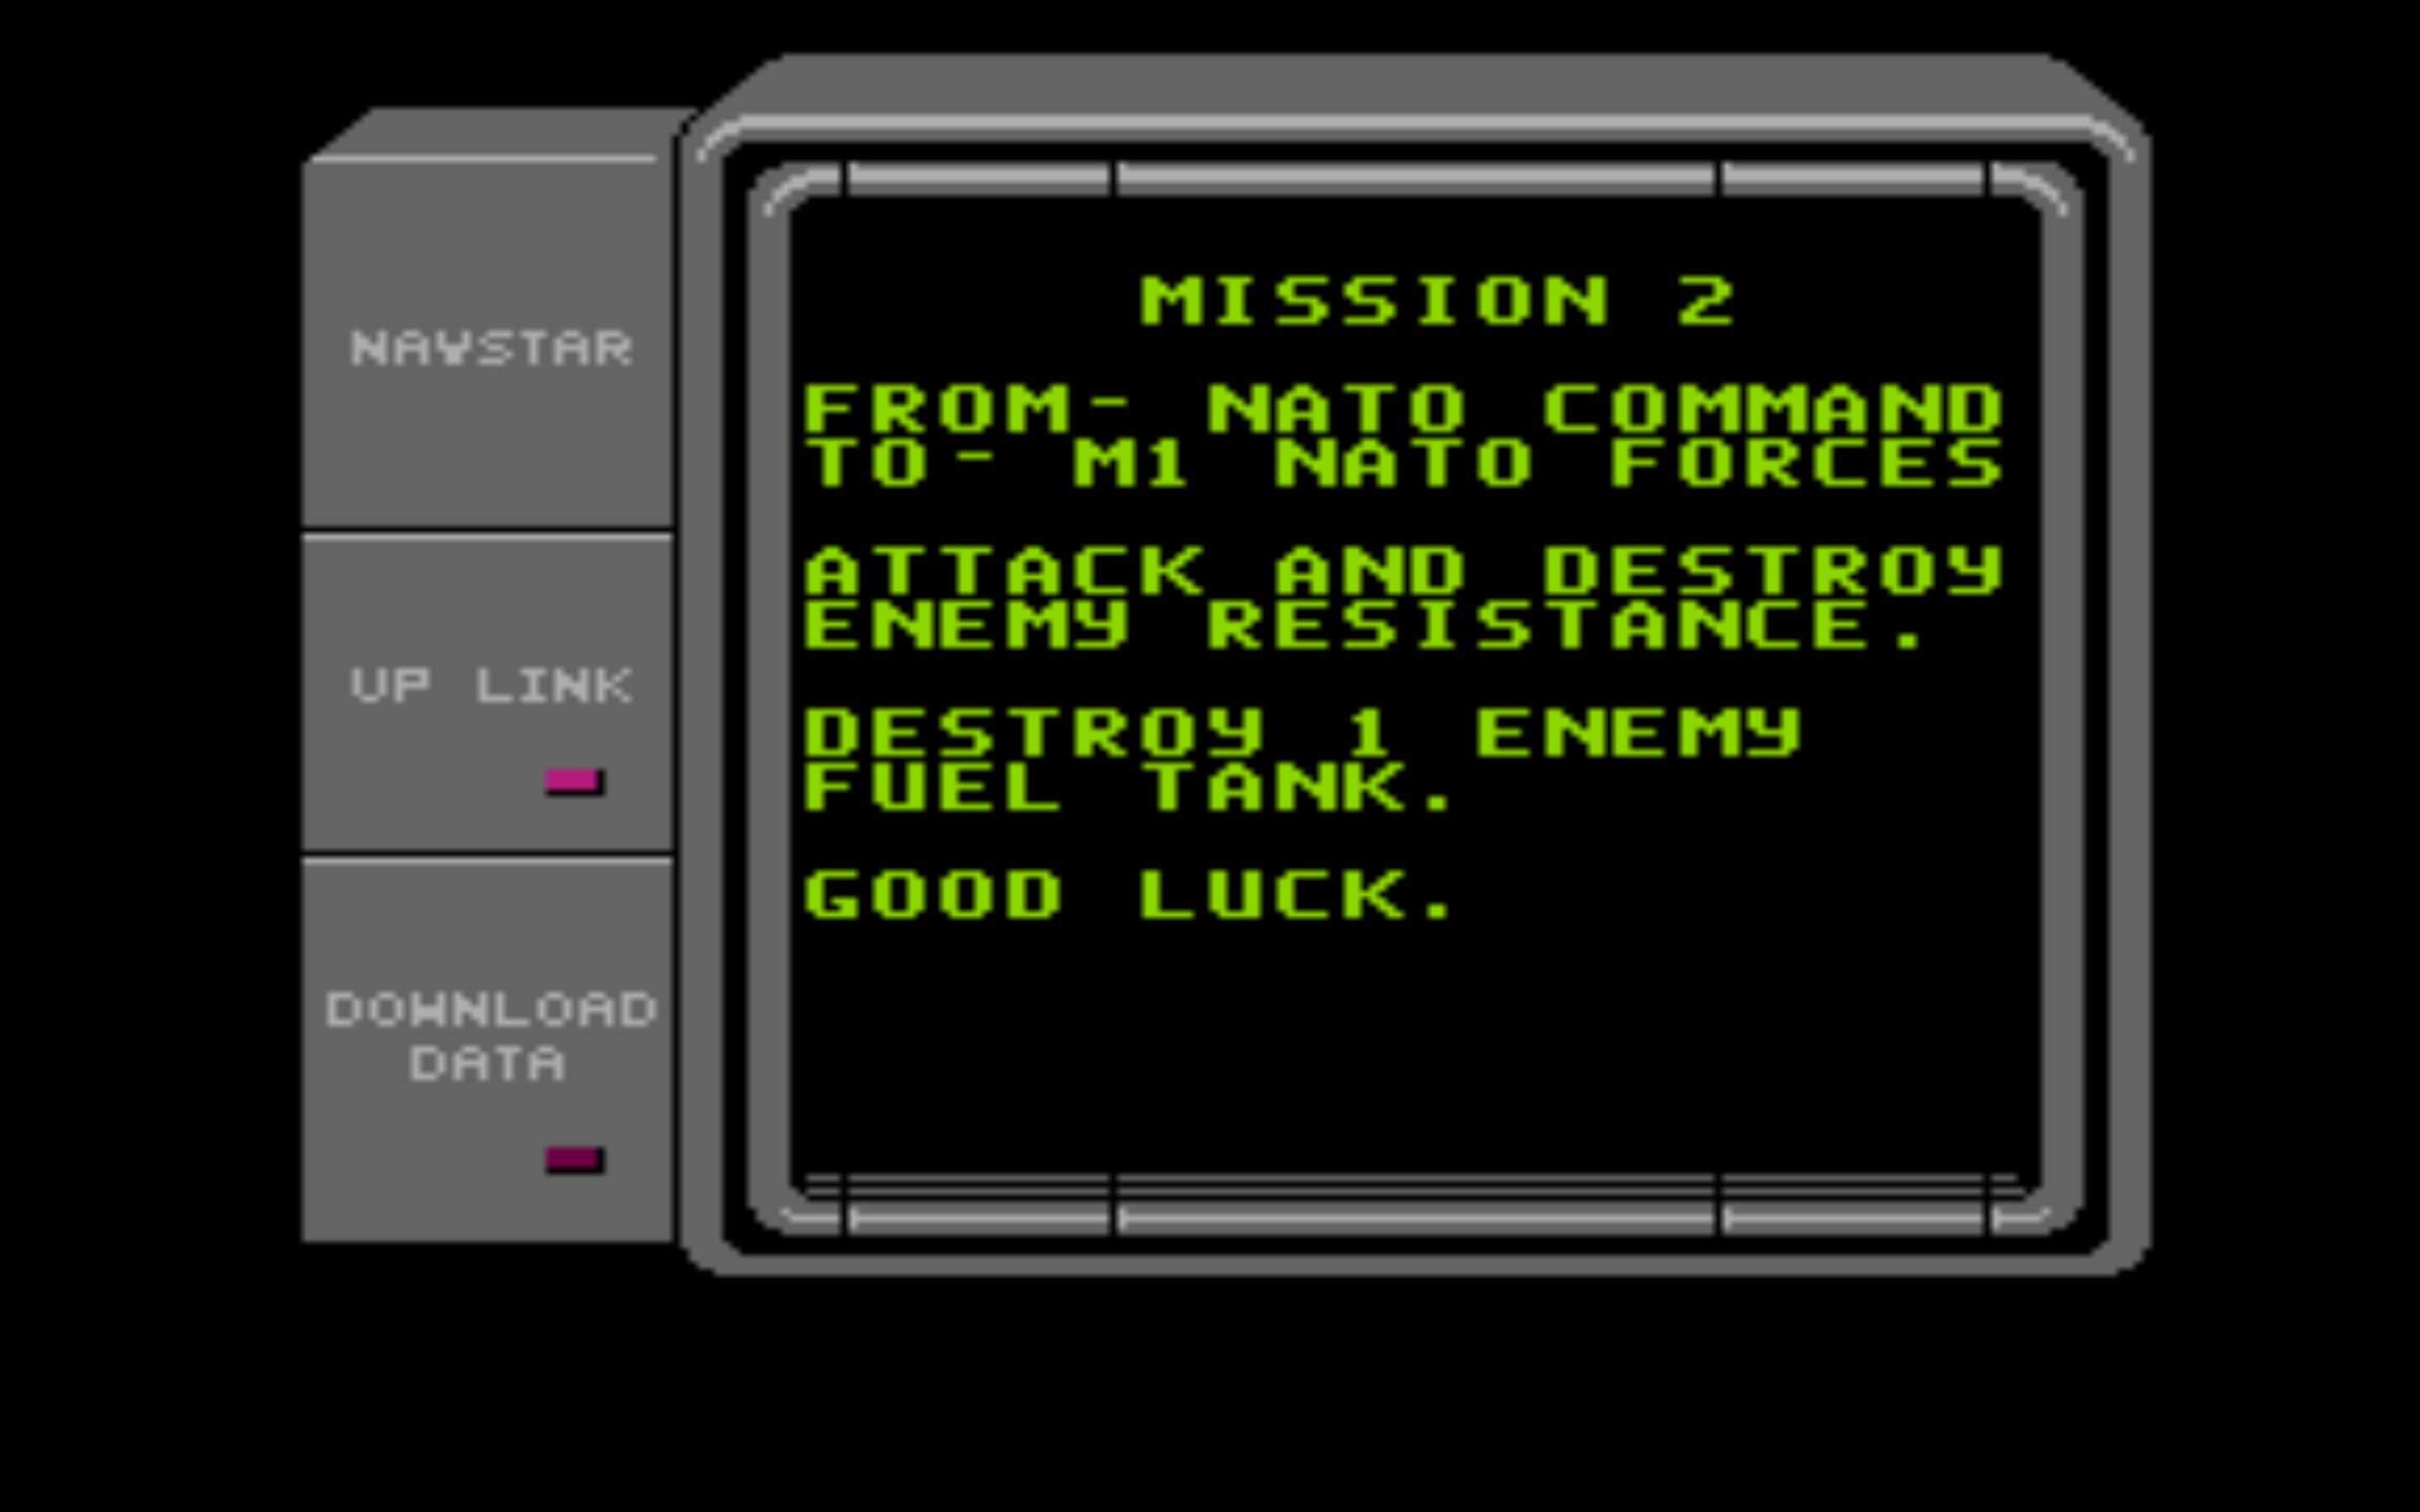 NAVSTAR
UP LINK
DOWNLOAD
DATA
MISSION 2
FROM- NATO COMMAND
TO- M1 NATO FORCES
ATTACK AND DESTROY
ENEMY RESISTANCE.
DESTROY 1 ENEMY
FUEL TANK.
GOOD LUCK.